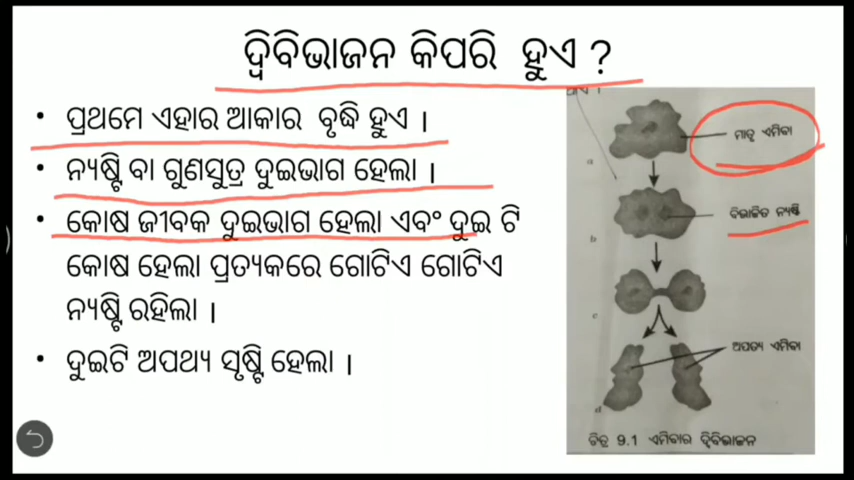 ଦ୍ୱିବିଭାଜନ କିପରି ହୁଏ ?
• ପ୍ରଥମେ ଏହାର ଆକାର ବୃଦ୍ଧି ହୁଏ ।
• ନ୍ୟଷ୍ଟି ବା ଗୁଣସୁତ୍ର ଦୁଇଭାଗ ହେଲା ।
• କୋଷ ଜୀବକ ଦୁଇଭାଗ ହେଲା ଏବଂ ଦୁଇ ଟି
କୋଷ ହେଲା ପ୍ରତ୍ୟକରେ ଗୋଟିଏ ଗୋଟିଏ
ନ୍ୟଷ୍ଟି ରହିଲା ।
• ଦୁଇଟି ଅପଥ୍ୟ ସୃଷ୍ଟି ହେଲା ।
ମାତୃ ଏମିବା
a
ବିଭାଜିତ ନ୍ୟଷ୍ଟି
b
c
ଅପତ୍ୟ ଏମିବା
d
ଚିତ୍ର 9.1 ଏମିବାର ଦ୍ୱିବିଭାଜନ